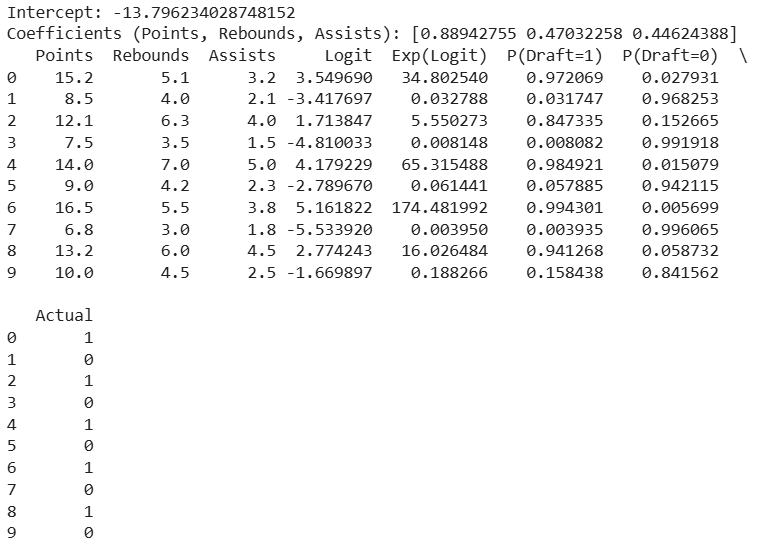 Intercept: -13.796234028748152
Coefficients (Points, Rebounds, Assists): [0.88942755 0.47032258 0.44624388]
   Points  Rebounds  Assists     Logit  Exp(Logit)  P(Draft=1)  P(Draft=0)  \
0    15.2       5.1      3.2  3.549690   34.802540    0.972069    0.027931
1     8.5       4.0      2.1 -3.417697    0.032788    0.031747    0.968253
2    12.1       6.3      4.0  1.713847    5.550273    0.847335    0.152665
3     7.5       3.5      1.5 -4.810033    0.008148    0.008082    0.991918
4    14.0       7.0      5.0  4.179229   65.315488    0.984921    0.015079
5     9.0       4.2      2.3 -2.789670    0.061441    0.057885    0.942115
6    16.5       5.5      3.8  5.161822  174.481992    0.994301    0.005699
7     6.8       3.0      1.8 -5.533920    0.003950    0.003935    0.996065
8    13.2       6.0      4.5  2.774243   16.026484    0.941268    0.058732
9    10.0       4.5      2.5 -1.669897    0.188266    0.158438    0.841562
   Actual
0       1
1       0
2       1
3       0
4       1
5       0
6       1
7       0
8       1
9       0